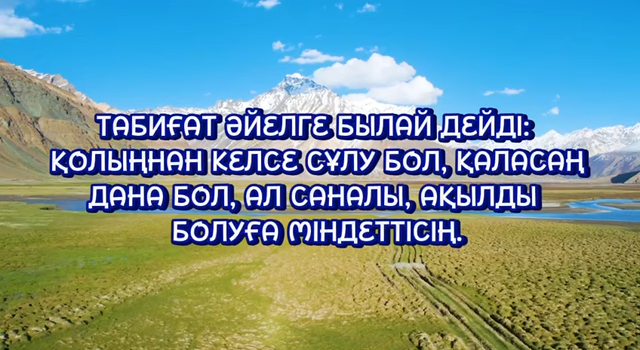 ТАБИҒАТ ӘЙЕЛГЕ БЫЛАЙ ДЕЙДІ:
ҚОЛЫҢНАН КЕЛСЕ СҰЛУ БОЛ, ҚАЛАСАҢ
ДАНА БОЛ, АЛ САНАЛЫ, АҚЫЛДЫ
БОЛУҒА МІНДЕТТІСІҢ.